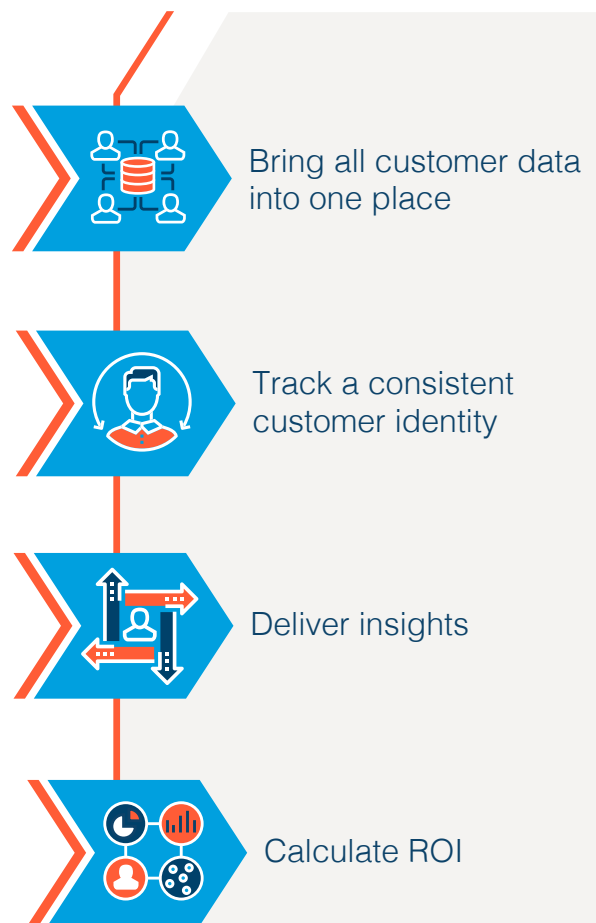 Bring all customer data
into one place
Track a consistent
customer identity
Deliver insights
Calculate ROI